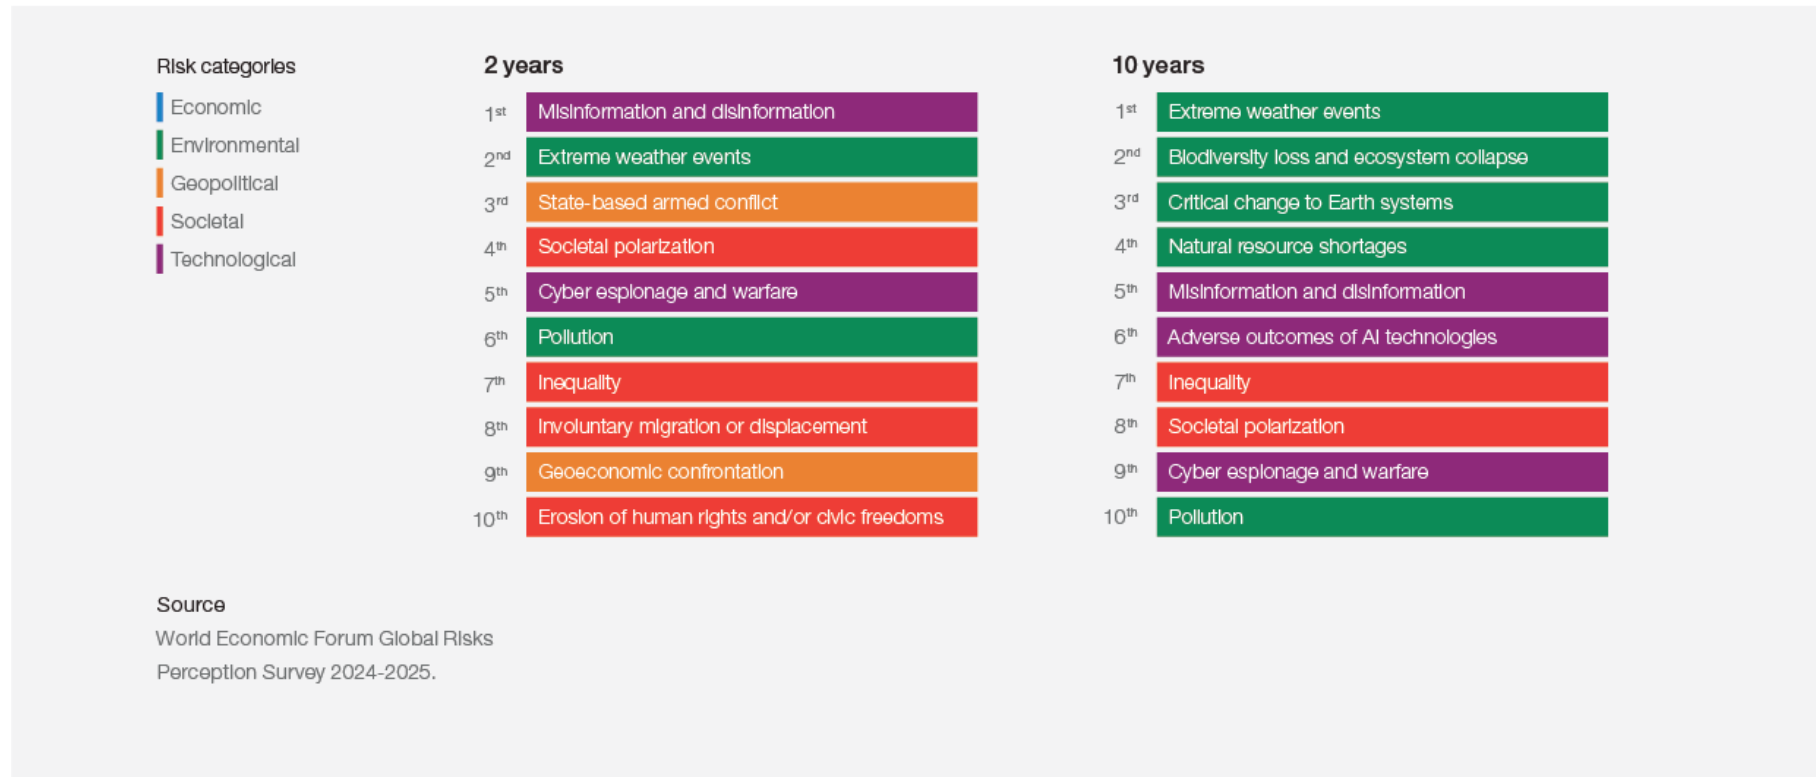 Risk categories
Economic
Environmental
Geopolitical
Societal
Technological
2 years
1st Misinformation and disinformation
2nd Extreme weather events
3rd State-based armed conflict
4th Societal polarization
5th Cyber espionage and warfare
6th Pollution
7th Inequality
8th Involuntary migration or displacement
9th Geoeconomic confrontation
10th Erosion of human rights and/or civic freedoms
10 years
1st Extreme weather events
2nd Biodiversity loss and ecosystem collapse
3rd Critical change to Earth systems
4th Natural resource shortages
5th Misinformation and disinformation
6th Adverse outcomes of AI technologies
7th Inequality
8th Societal polarization
9th Cyber espionage and warfare
10th Pollution
Source
World Economic Forum Global Risks
Perception Survey 2024-2025.